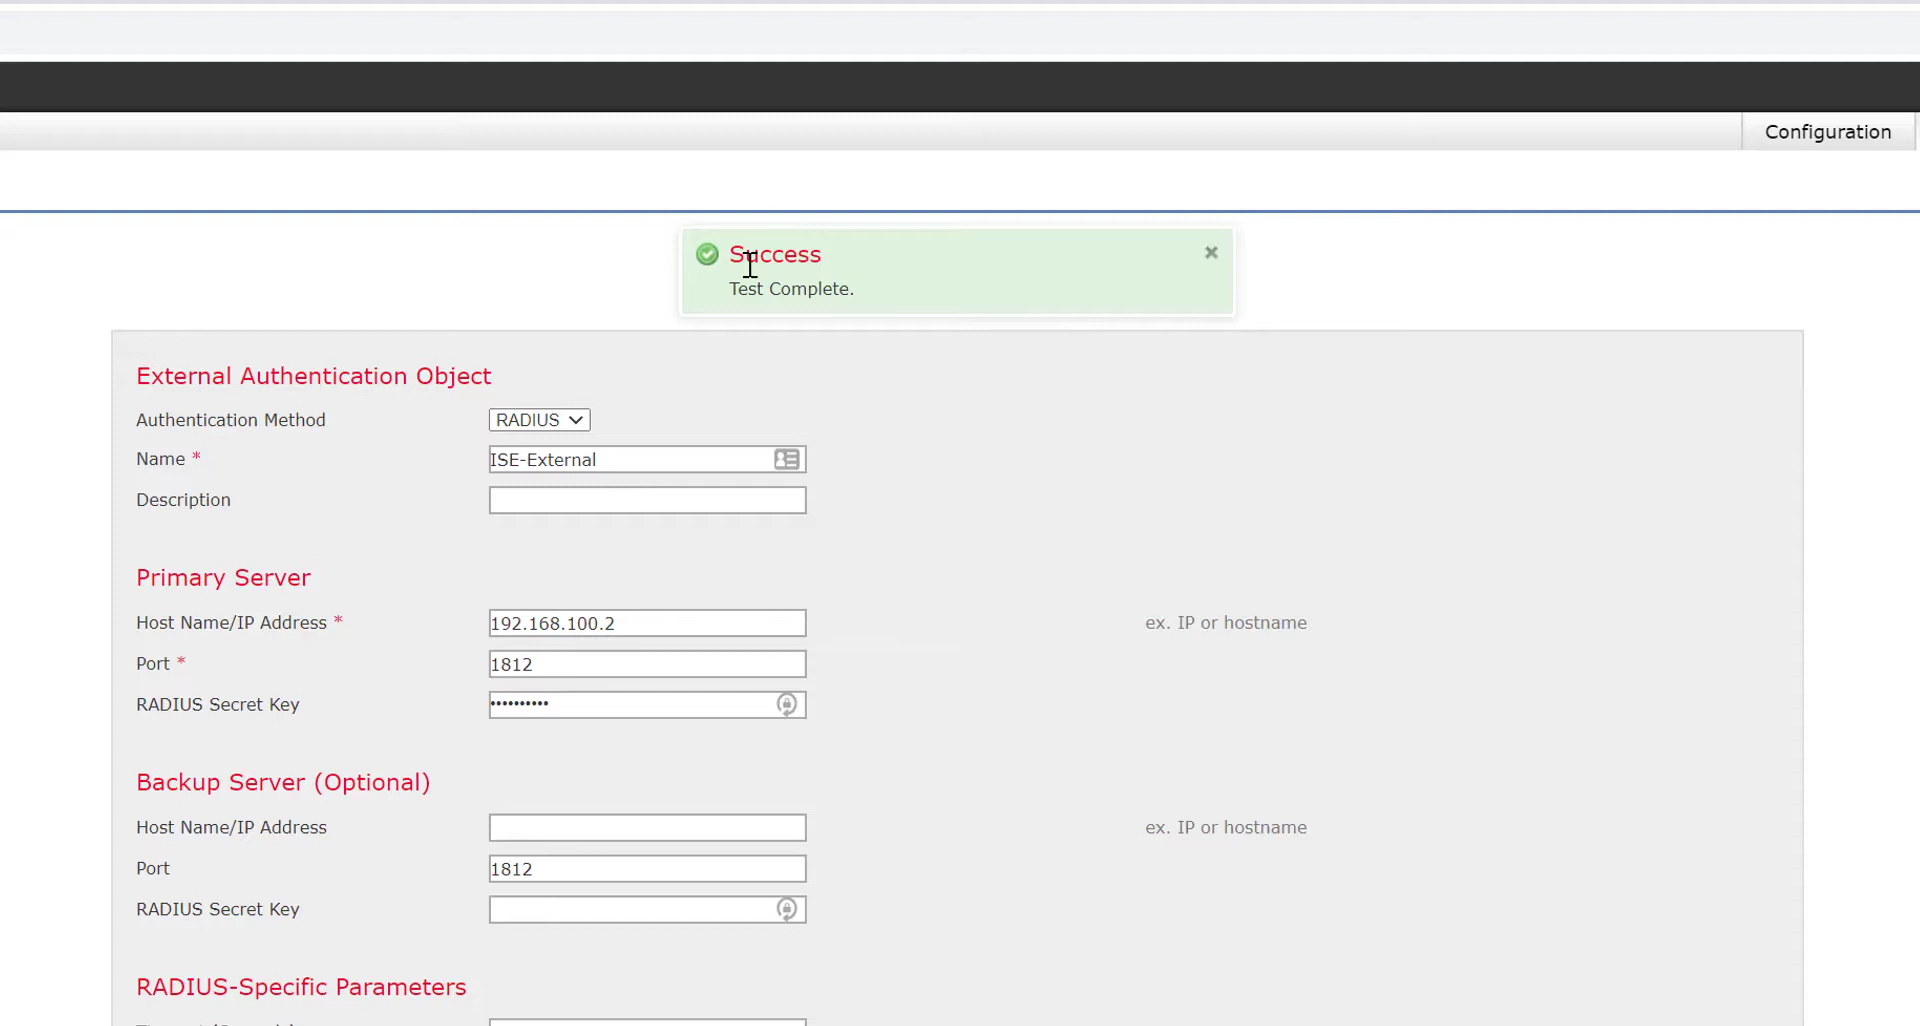 Configuration
Success
Test Complete.
External Authentication Object
Authentication Method RADIUS
Name * ISE-External
Description
Primary Server
Host Name/IP Address * 192.168.100.2 ex. IP or hostname
Port * 1812
RADIUS Secret Key ••••••••••
Backup Server (Optional)
Host Name/IP Address ex. IP or hostname
Port 1812
RADIUS Secret Key
RADIUS-Specific Parameters